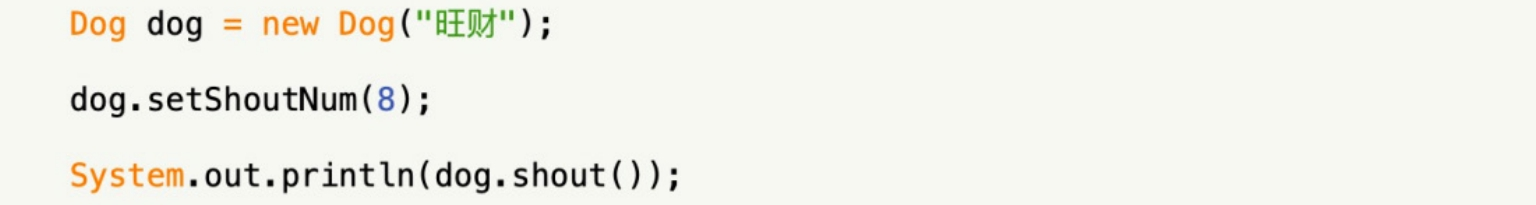 Dog dog = new Dog("旺财");
dog.setShoutNum(8);
System.out.println(dog.shout());